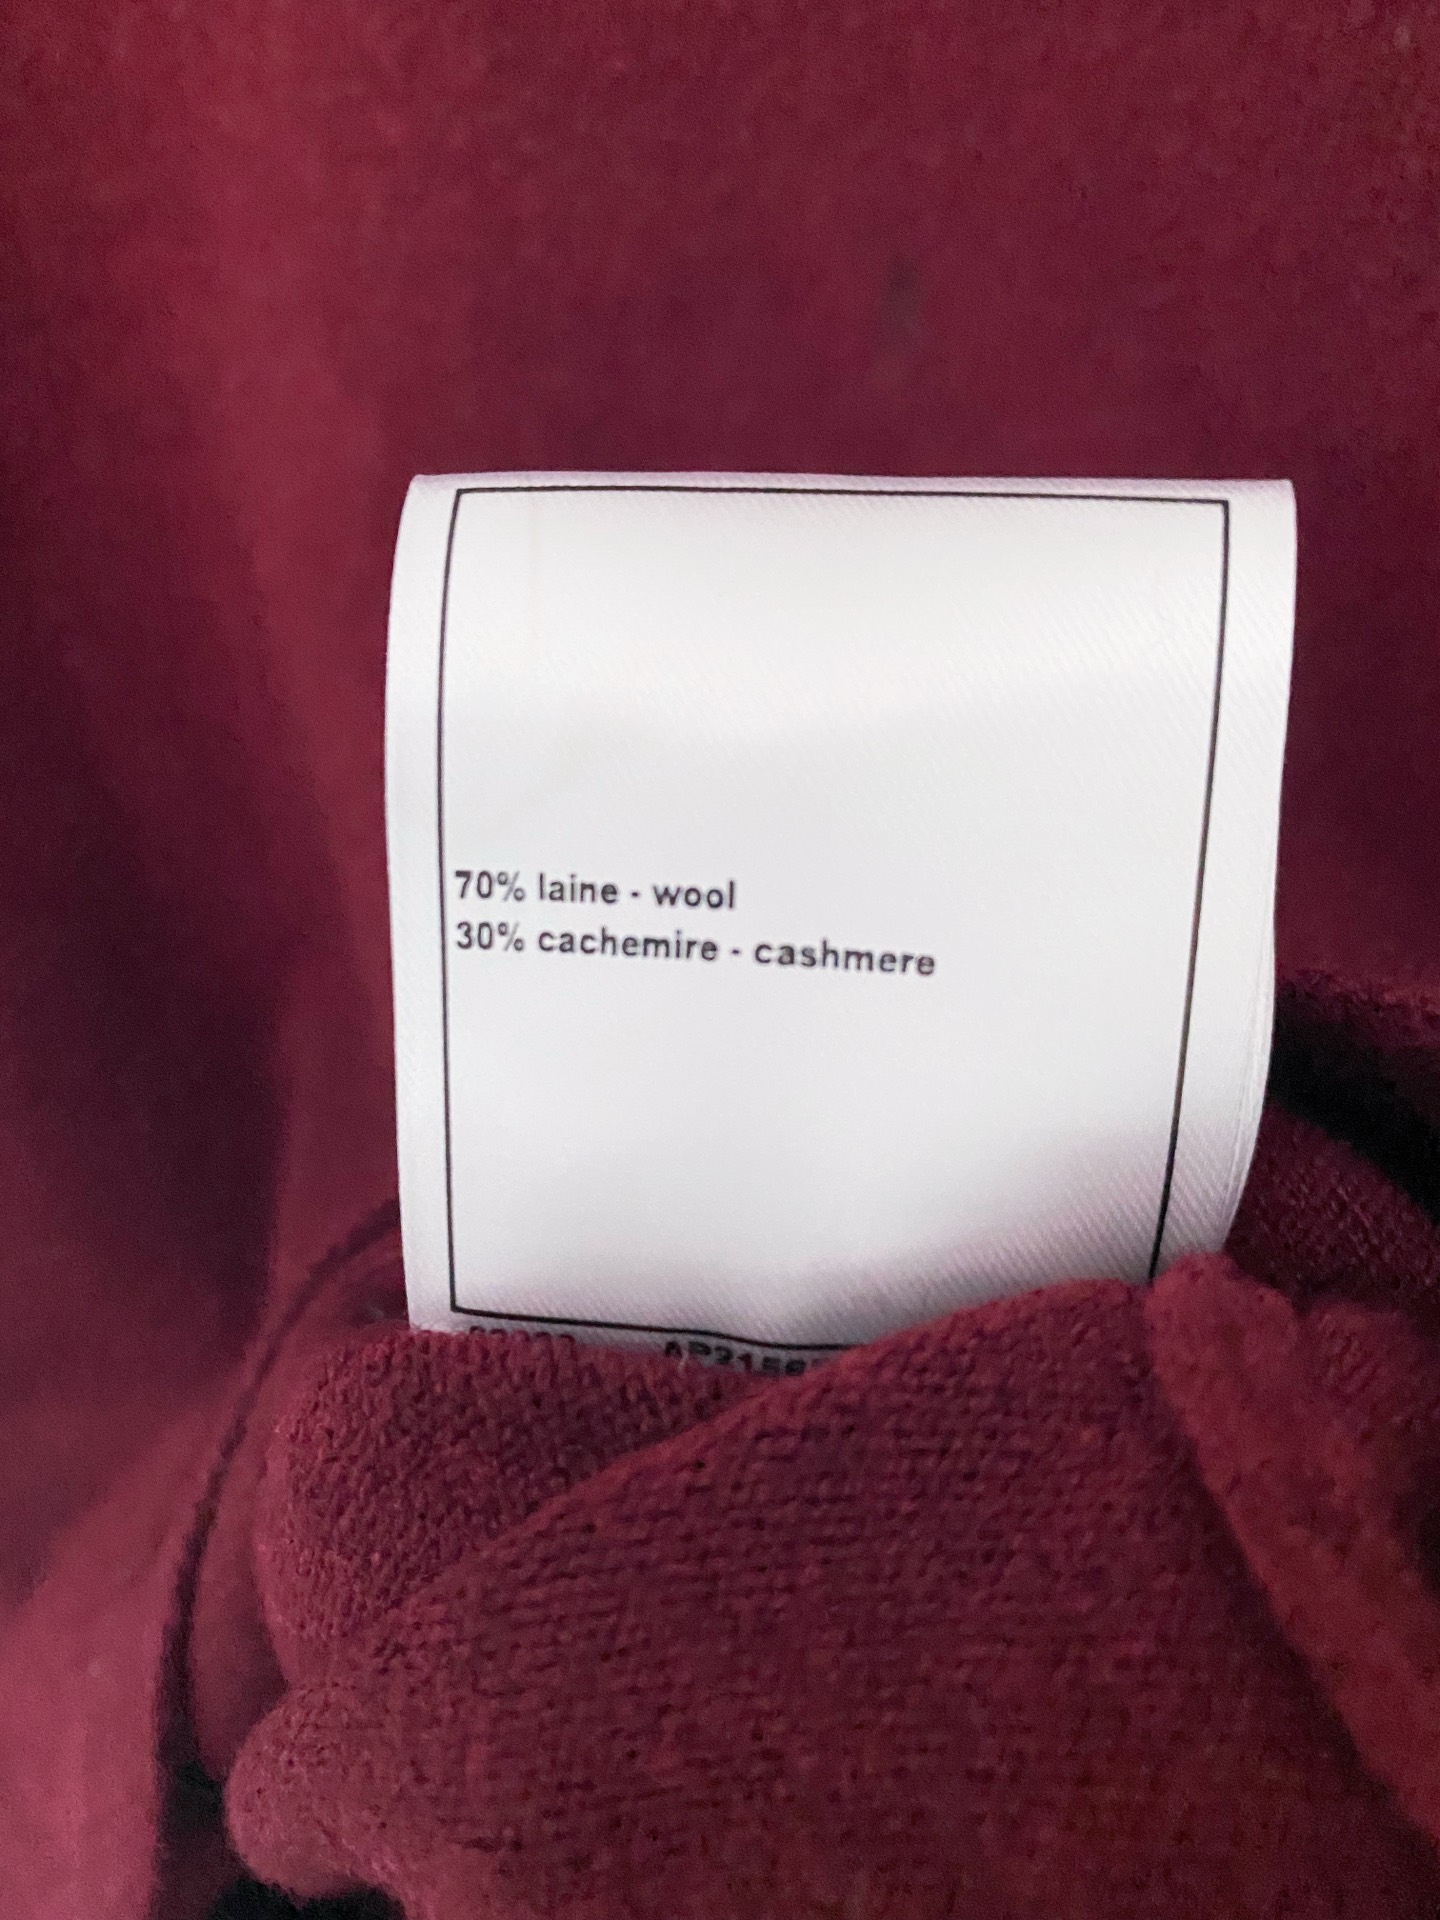 70% laine - wool
30% cachemire - cashmere